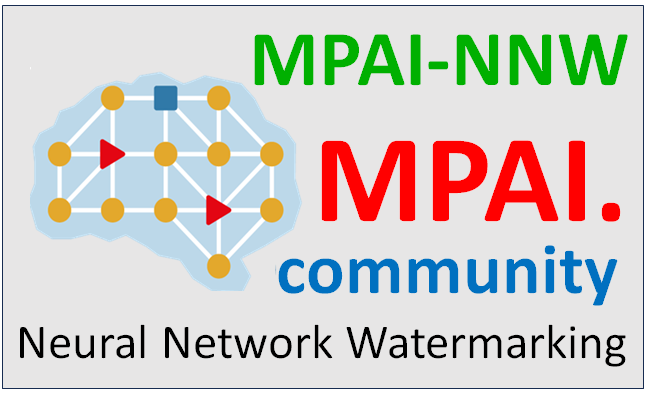 MPAI-NNW
MPAI.
community
Neural Network Watermarking